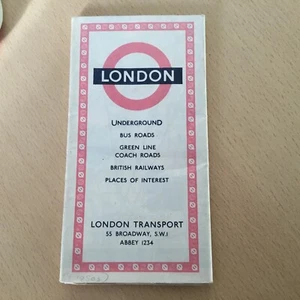 LONDON
UNDERGROUND
BUS ROADS
GREEN LINE
COACH ROADS
BRITISH RAILWAYS
PLACES OF INTEREST
LONDON TRANSPORT
55 BROADWAY, S.W.1
ABBEY 1234